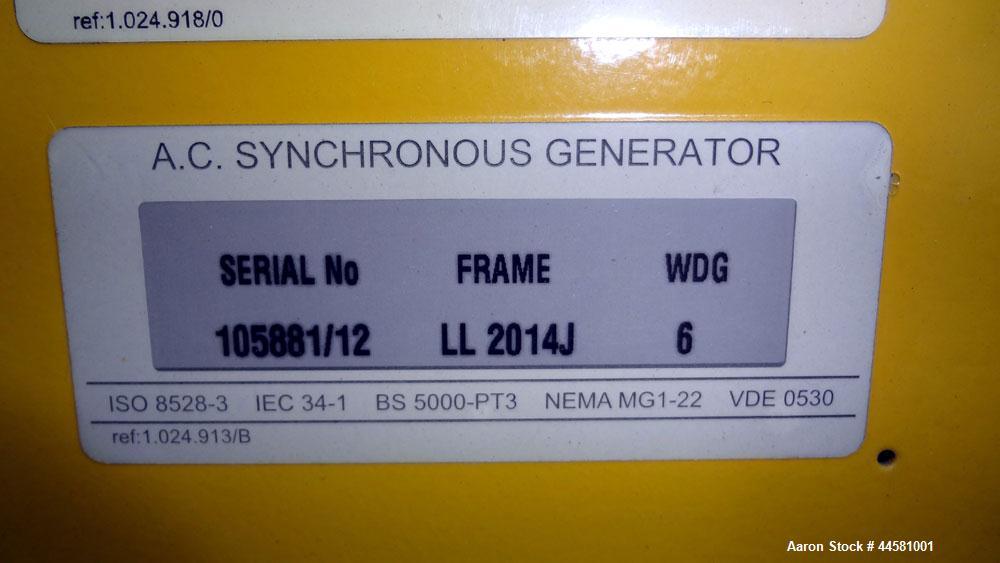 ref:1.024.918/0
A.C. SYNCHRONOUS GENERATOR
SERIAL No FRAME WDG
105881/12 LL 2014J 6
ISO 8528-3 IEC 34-1 BS 5000-PT3 NEMA MG1-22 VDE 0530
ref:1.024.913/B
Aaron Stock # 44581001